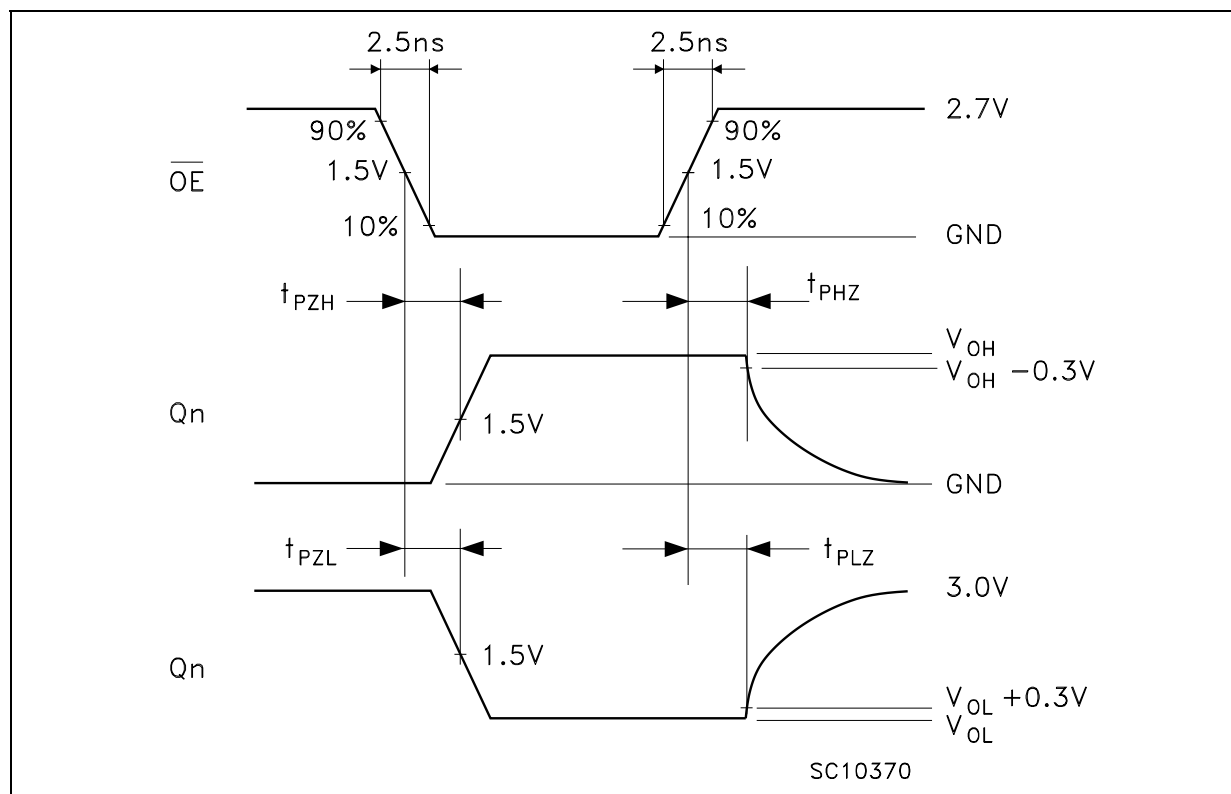 2.5ns 2.5ns
2.7V
90% 90%
OE 1.5V 1.5V
10% 10%
GND
tPZH tPHZ
VOH
VOH −0.3V
Qn 1.5V
GND
tPZL tPLZ
3.0V
Qn 1.5V
VOL +0.3V
VOL
SC10370